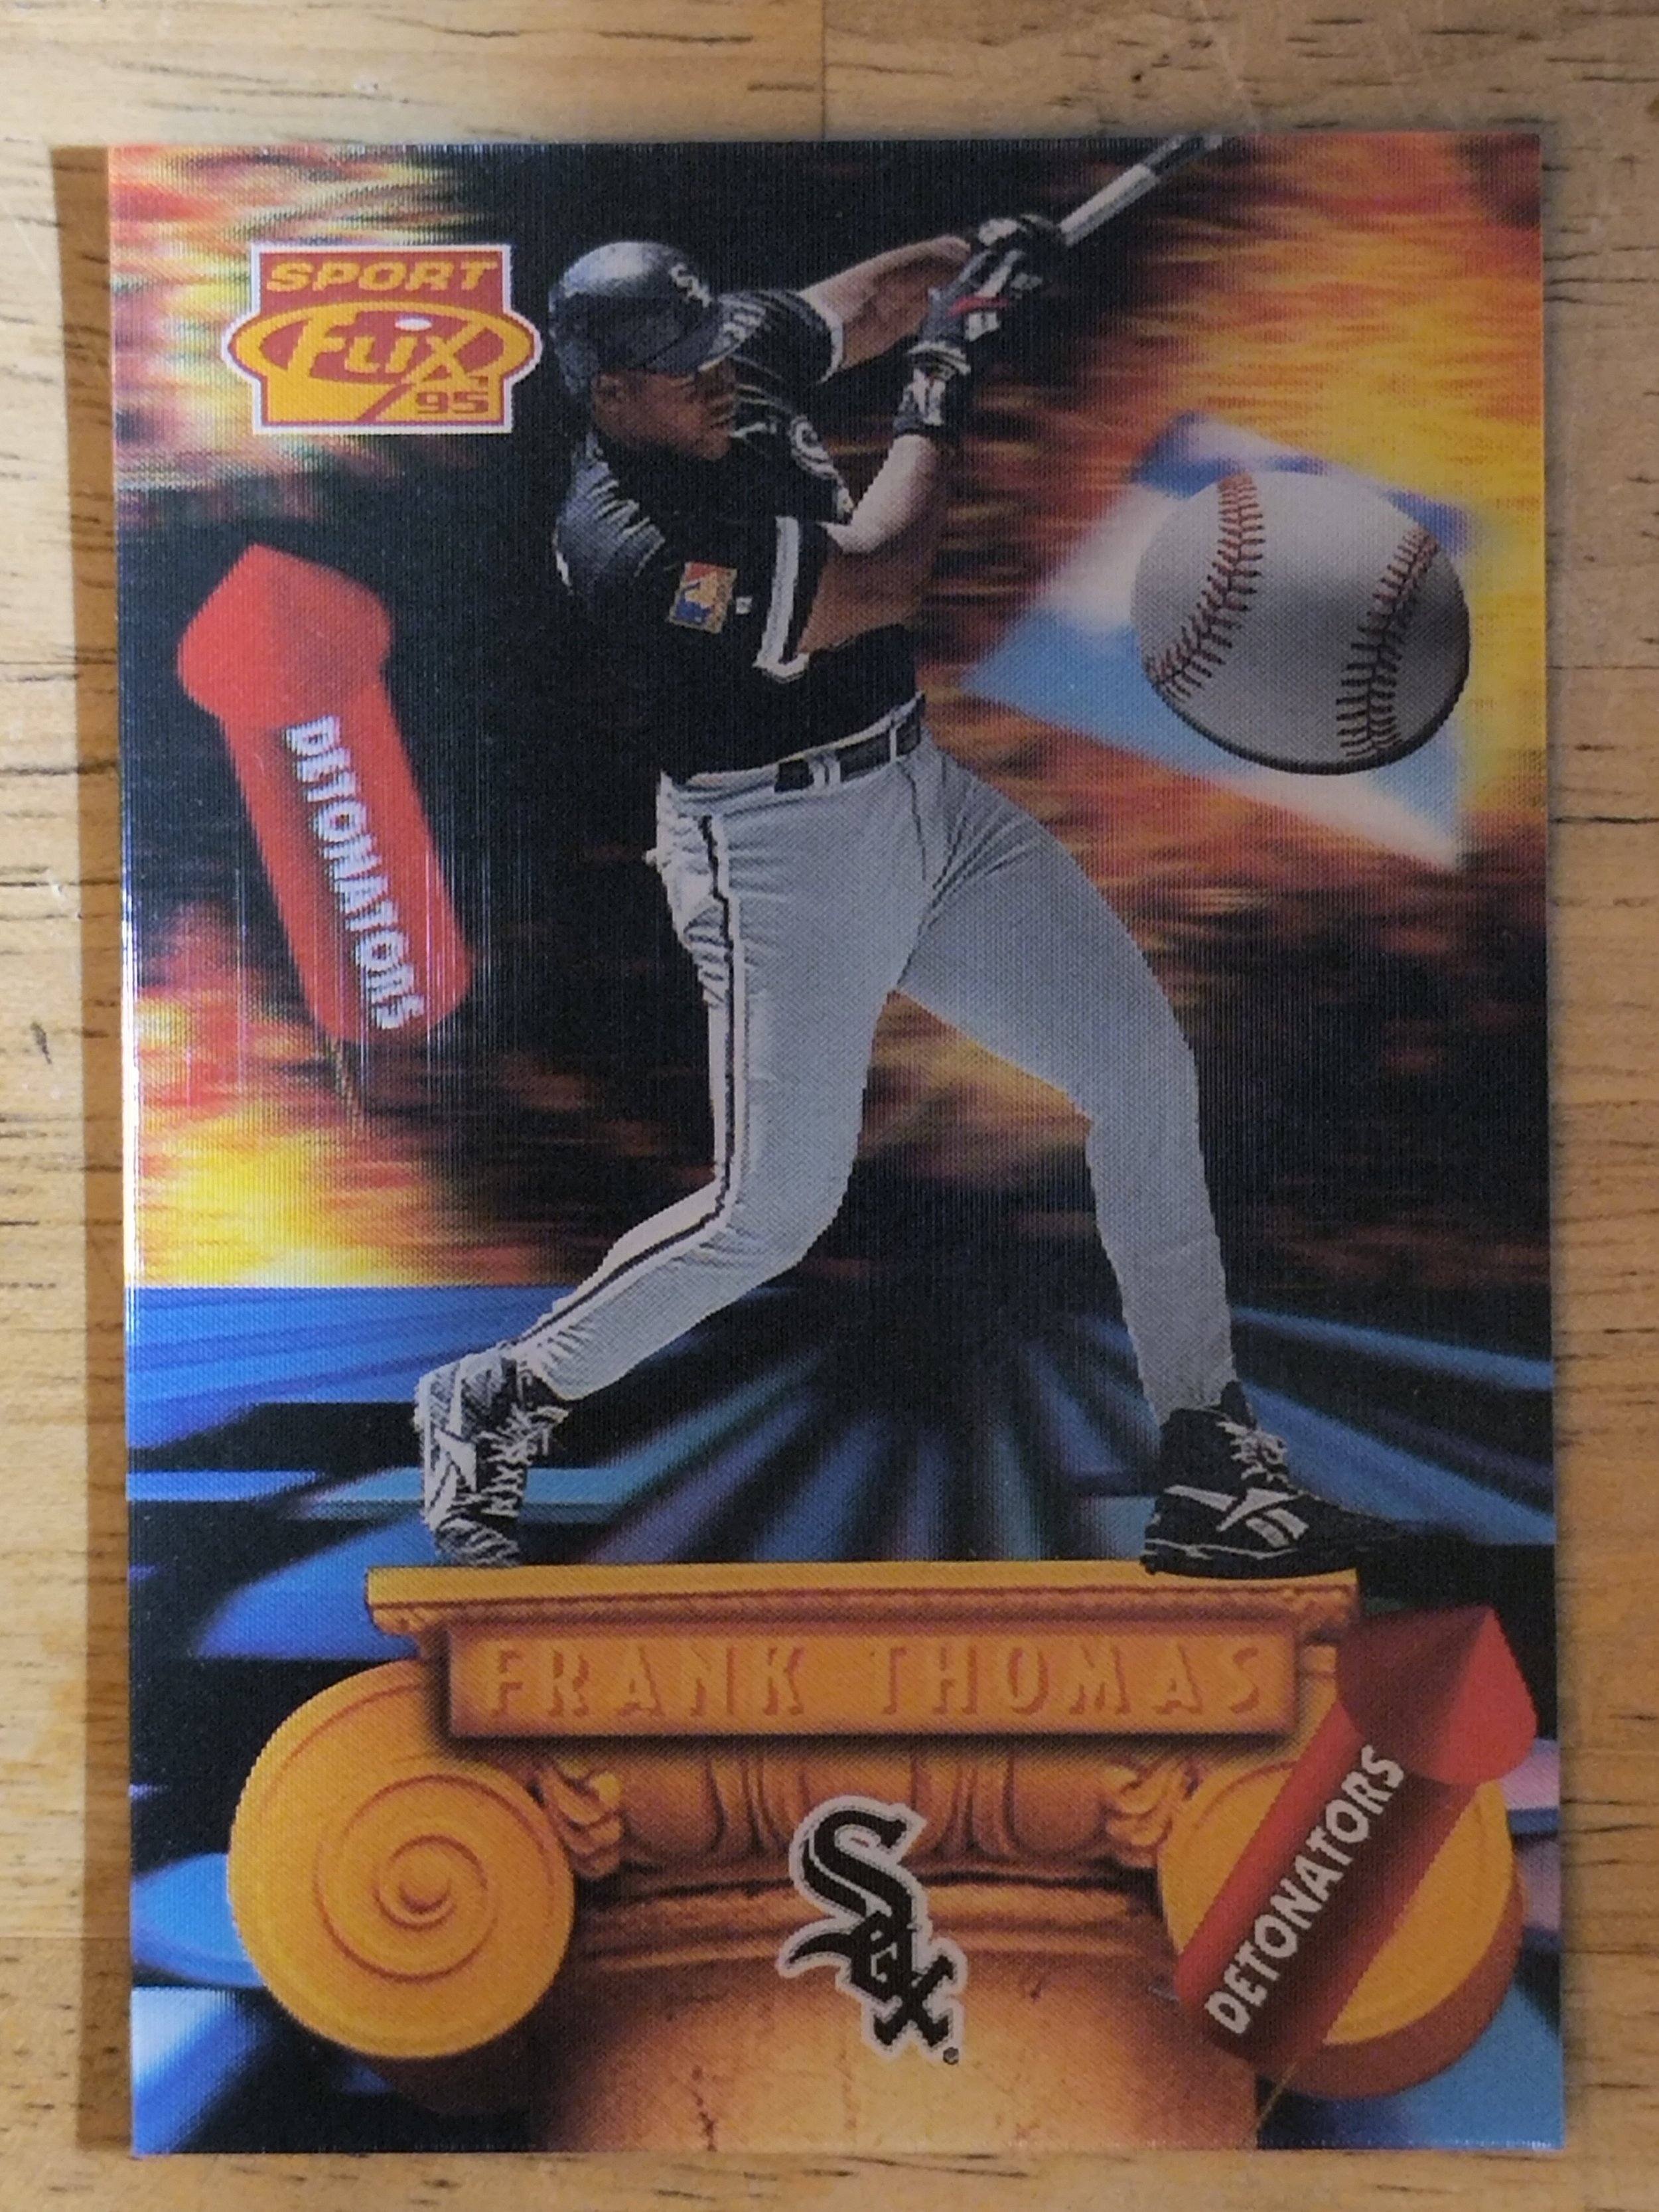 SPORT
Flix
95
DETONATORS
FRANK THOMAS
DETONATORS
Sox